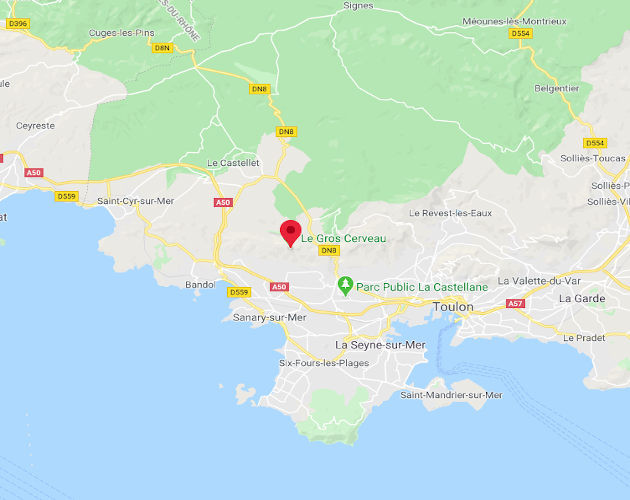 Signes
D396
Méounes-lès-Montrieux
ES-DU-RHÔNE
Cuges-les-Pins
D554
D8N
DN8
Belgentier
Ceyreste
DN8
D554
Le Castellet
Solliès-Toucas
A50
D559
Solliès-P
Saint-Cyr-sur-Mer
A50
Solliès-Vil
Le Revest-les-Eaux
Le Gros Cerveau
DN8
La Valette-du-Var
Bandol
A50
Parc Public La Castellane
D559
La Garde
A57
Toulon
Sanary-sur-Mer
Le Pradet
La Seyne-sur-Mer
Six-Fours-les-Plages
Saint-Mandrier-sur-Mer